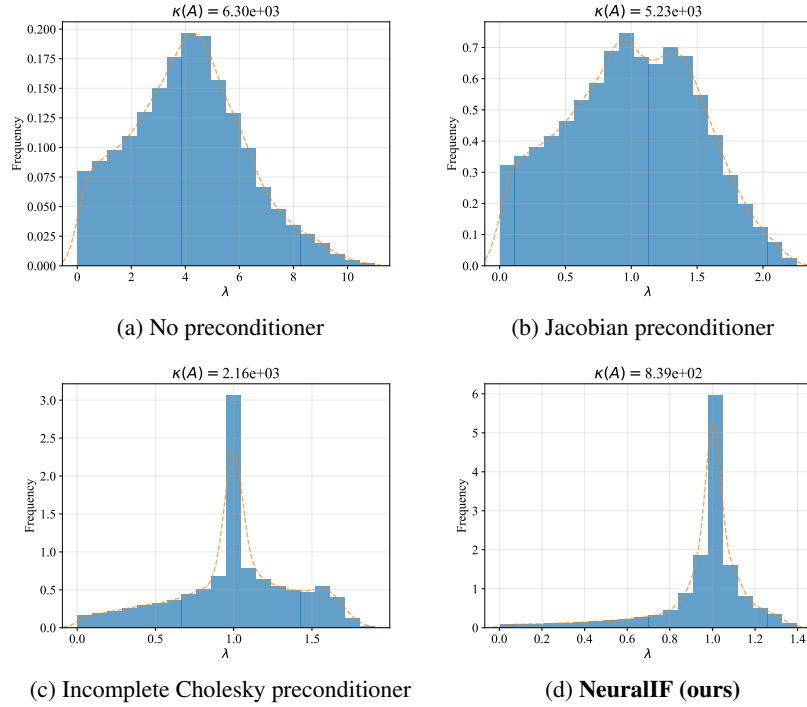 κ(A) = 6.30e+03
0.200
0.175
0.150
0.125
0.100
0.075
0.050
0.025
0.000
Frequency
0 2 4 6 8 10
λ
(a) No preconditioner
κ(A) = 5.23e+03
0.7
0.6
0.5
0.4
0.3
0.2
0.1
0.0
Frequency
0.0 0.5 1.0 1.5 2.0
λ
(b) Jacobian preconditioner
κ(A) = 2.16e+03
3.0
2.5
2.0
1.5
1.0
0.5
0.0
Frequency
0.0 0.5 1.0 1.5
λ
(c) Incomplete Cholesky preconditioner
κ(A) = 8.39e+02
6
5
4
3
2
1
0
Frequency
0.0 0.2 0.4 0.6 0.8 1.0 1.2 1.4
λ
(d) NeuralIF (ours)